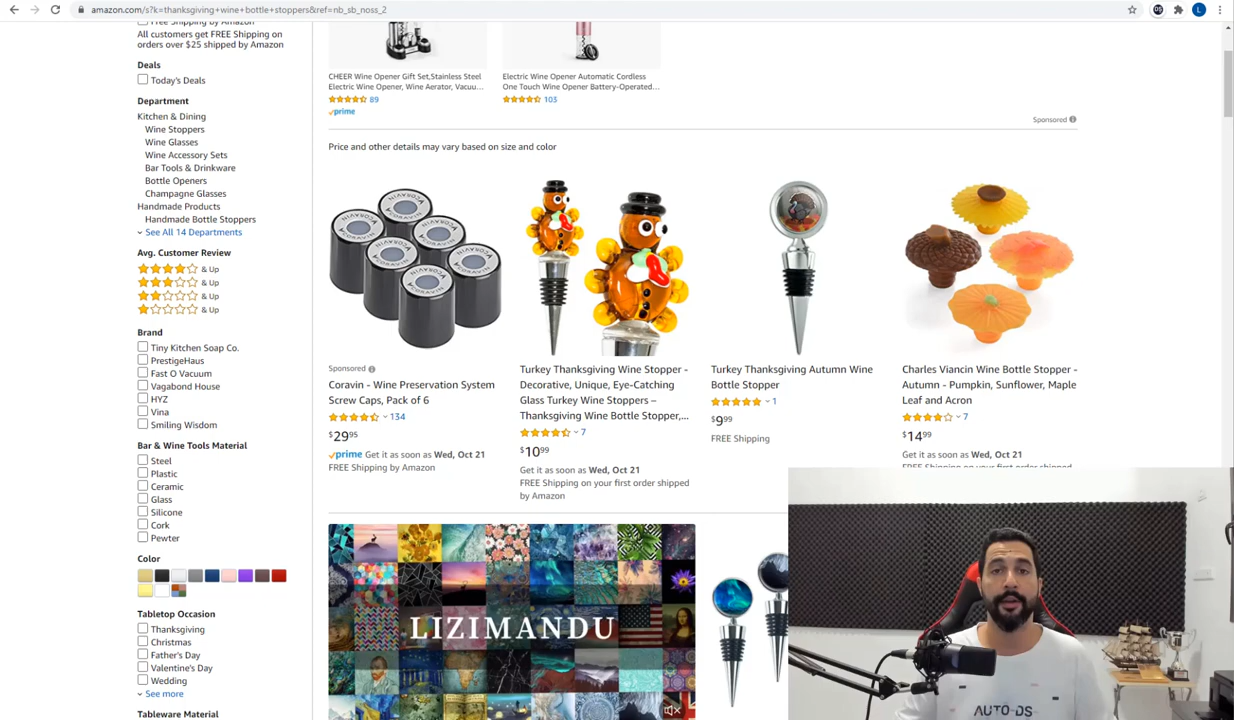 amazon.com/s?k=thanksgiving+wine+bottle+stoppers&ref=nb_sb_noss_2
L
Free Shipping by Amazon
All customers get FREE Shipping on
orders over $25 shipped by Amazon
Deals
Today's Deals
Department
Kitchen & Dining
Wine Stoppers
Wine Glasses
Wine Accessory Sets
Bar Tools & Drinkware
Bottle Openers
Champagne Glasses
Handmade Products
Handmade Bottle Stoppers
See All 14 Departments
Avg. Customer Review
& Up
& Up
& Up
& Up
Brand
Tiny Kitchen Soap Co.
PrestigeHaus
Fast O Vacuum
Vagabond House
HYZ
Vina
Smiling Wisdom
Bar & Wine Tools Material
Steel
Plastic
Ceramic
Glass
Silicone
Cork
Pewter
Color
Tabletop Occasion
Thanksgiving
Christmas
Father's Day
Valentine's Day
Wedding
See more
Tableware Material
CHEER Wine Opener Gift Set,Stainless Steel
Electric Wine Opener, Wine Aerator, Vacuu...
89
prime
Electric Wine Opener Automatic Cordless
One Touch Wine Opener Battery-Operated...
103
Sponsored
Price and other details may vary based on size and color
Sponsored
Coravin - Wine Preservation System
Screw Caps, Pack of 6
134
$29.95
prime Get it as soon as Wed, Oct 21
FREE Shipping by Amazon
Turkey Thanksgiving Wine Stopper -
Decorative, Unique, Eye-Catching
Glass Turkey Wine Stoppers –
Thanksgiving Wine Bottle Stopper,...
7
$10.99
Get it as soon as Wed, Oct 21
FREE Shipping on your first order shipped
by Amazon
Turkey Thanksgiving Autumn Wine
Bottle Stopper
1
$9.99
FREE Shipping
Charles Viancin Wine Bottle Stopper -
Autumn - Pumpkin, Sunflower, Maple
Leaf and Acron
7
$14.99
Get it as soon as Wed, Oct 21
LIZIMANDU
AUTO-DS